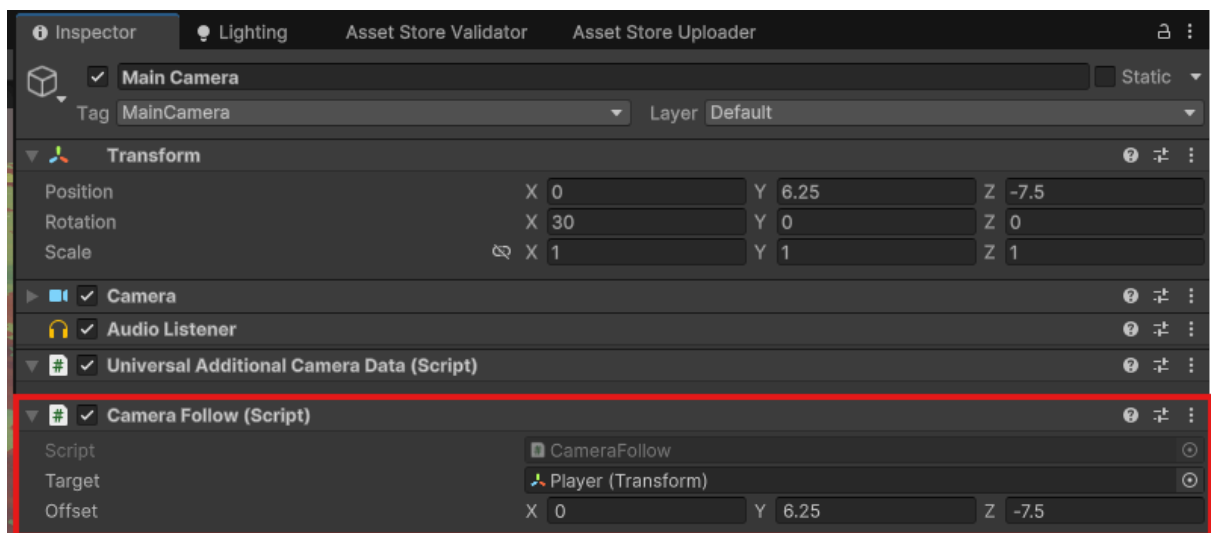 Inspector Lighting Asset Store Validator Asset Store Uploader
Main Camera Static
Tag MainCamera Layer Default
Transform
Position X 0 Y 6.25 Z -7.5
Rotation X 30 Y 0 Z 0
Scale X 1 Y 1 Z 1
Camera
Audio Listener
# Universal Additional Camera Data (Script)
# Camera Follow (Script)
Script CameraFollow
Target Player (Transform)
Offset X 0 Y 6.25 Z -7.5